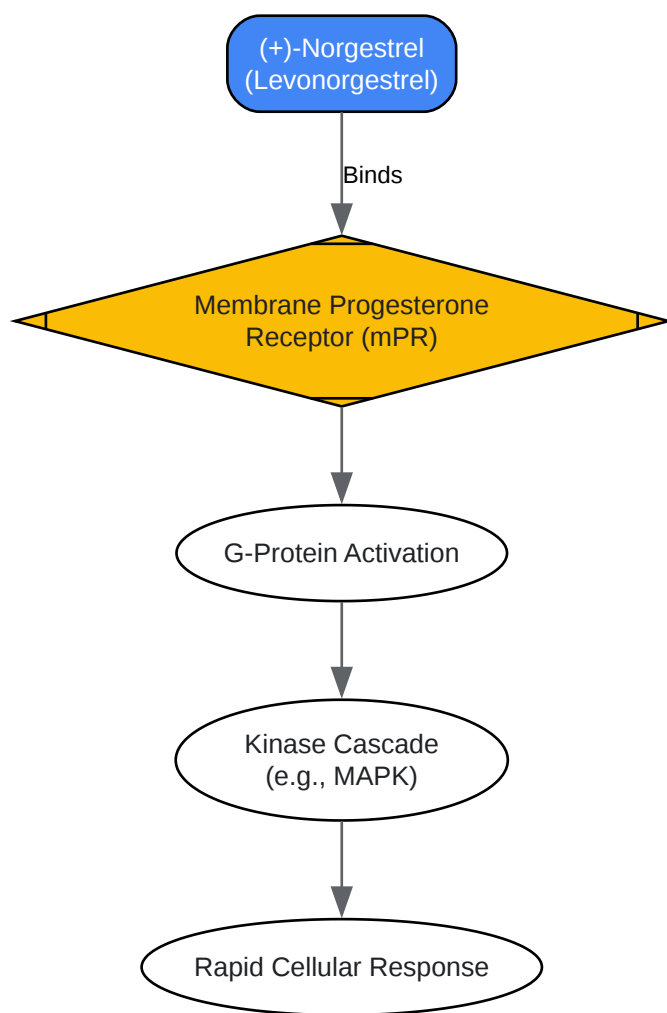 (+)-Norgestrel
(Levonorgestrel)
Binds
Membrane Progesterone
Receptor (mPR)
G-Protein Activation
Kinase Cascade
(e.g., MAPK)
Rapid Cellular Response